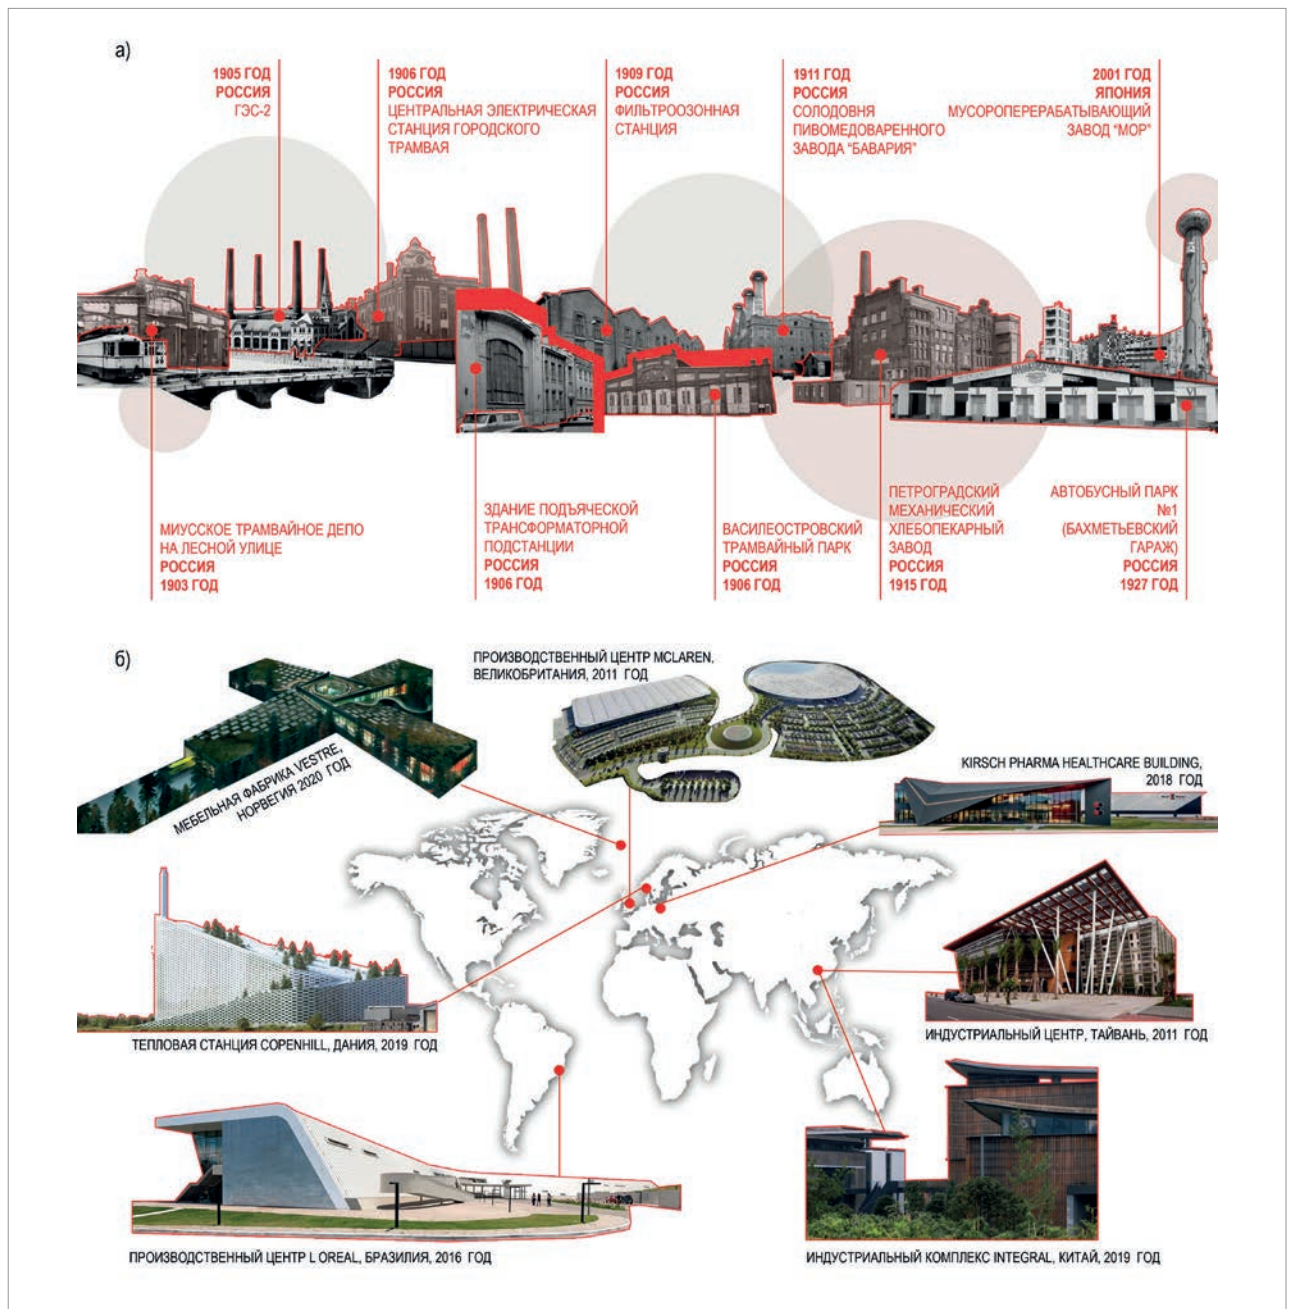 а)
1905 ГОД
РОССИЯ
ГЭС-2
1906 ГОД
РОССИЯ
ЦЕНТРАЛЬНАЯ ЭЛЕКТРИЧЕСКАЯ
СТАНЦИЯ ГОРОДСКОГО
ТРАМВАЯ
1909 ГОД
РОССИЯ
ФИЛЬТРООЗОННАЯ
СТАНЦИЯ
1911 ГОД
РОССИЯ
СОЛОДОВНЯ
ПИВОМЕДОВАРЕННОГО
ЗАВОДА "БАВАРИЯ"
2001 ГОД
ЯПОНИЯ
МУСОРОПЕРЕРАБАТЫВАЮЩИЙ
ЗАВОД "МОР"
МИУССКОЕ ТРАМВАЙНОЕ ДЕПО
НА ЛЕСНОЙ УЛИЦЕ
РОССИЯ
1903 ГОД
ЗДАНИЕ ПОДЪЯЧЕСКОЙ
ТРАНСФОРМАТОРНОЙ
ПОДСТАНЦИИ
РОССИЯ
1906 ГОД
ВАСИЛЕОСТРОВСКИЙ
ТРАМВАЙНЫЙ ПАРК
РОССИЯ
1906 ГОД
ПЕТРОГРАДСКИЙ
МЕХАНИЧЕСКИЙ
ХЛЕБОПЕКАРНЫЙ
ЗАВОД
РОССИЯ
1915 ГОД
АВТОБУСНЫЙ ПАРК
№1
(БАХМЕТЬЕВСКИЙ
ГАРАЖ)
РОССИЯ
1927 ГОД
б)
МЕБЕЛЬНАЯ ФАБРИКА VESTRE,
НОРВЕГИЯ 2020 ГОД
ПРОИЗВОДСТВЕННЫЙ ЦЕНТР MCLAREN,
ВЕЛИКОБРИТАНИЯ, 2011 ГОД
KIRSCH PHARMA HEALTHCARE BUILDING,
2018 ГОД
ТЕПЛОВАЯ СТАНЦИЯ COPENHILL, ДАНИЯ, 2019 ГОД
ИНДУСТРИАЛЬНЫЙ ЦЕНТР, ТАЙВАНЬ, 2011 ГОД
ПРОИЗВОДСТВЕННЫЙ ЦЕНТР L OREAL, БРАЗИЛИЯ, 2016 ГОД
ИНДУСТРИАЛЬНЫЙ КОМПЛЕКС INTEGRAL, КИТАЙ, 2019 ГОД